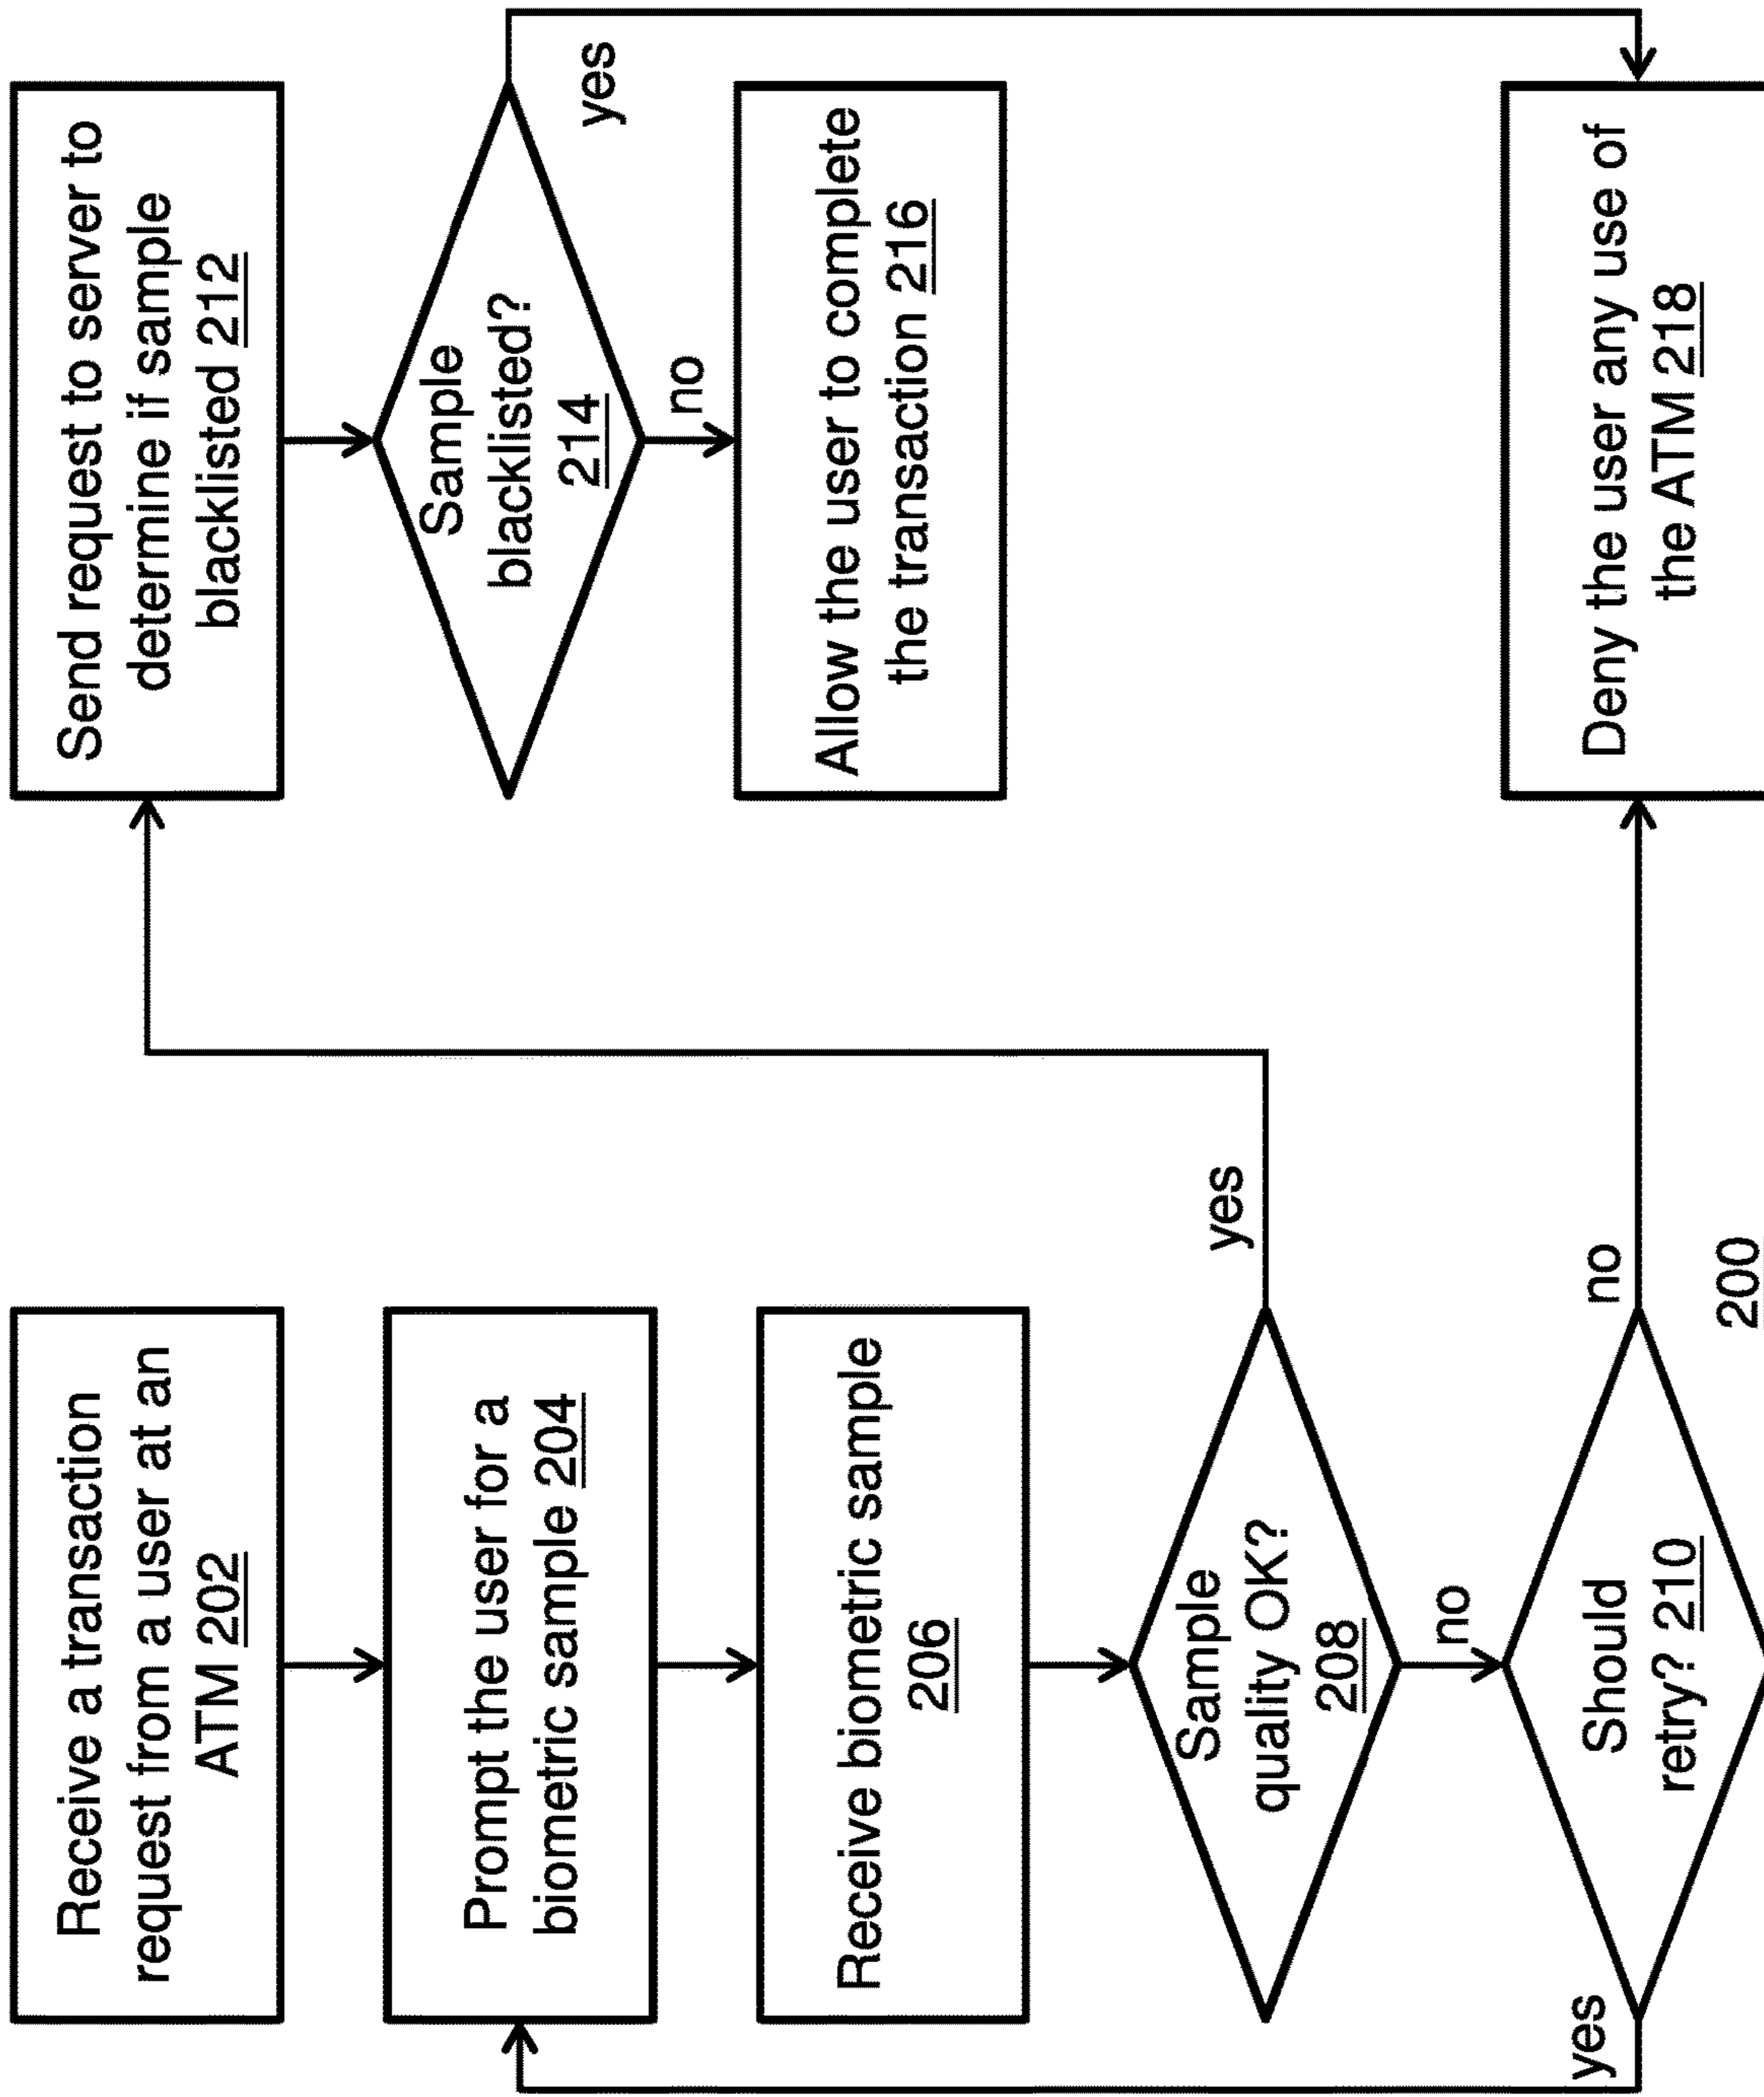 Receive a transaction
request from a user at an
ATM 202
Prompt the user for a
biometric sample 204
Receive biometric sample
206
Sample
quality OK?
208
yes
no
Should
retry? 210
yes
no
200
Send request to server to
determine if sample
blacklisted 212
Sample
blacklisted?
214
yes
no
Allow the user to complete
the transaction 216
Deny the user any use of
the ATM 218